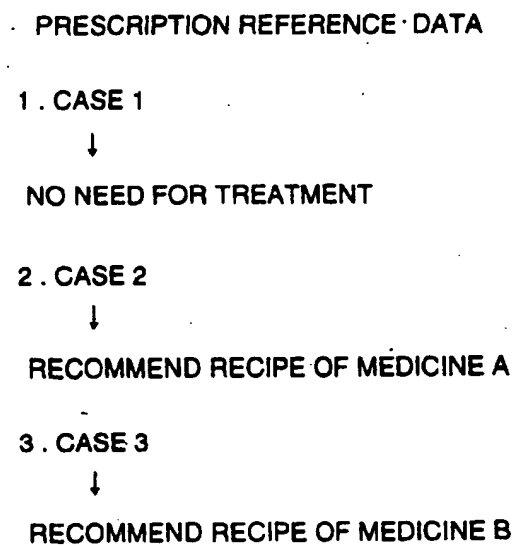 PRESCRIPTION REFERENCE DATA
1 . CASE 1
↓
NO NEED FOR TREATMENT
2 . CASE 2
↓
RECOMMEND RECIPE OF MEDICINE A
3 . CASE 3
↓
RECOMMEND RECIPE OF MEDICINE B